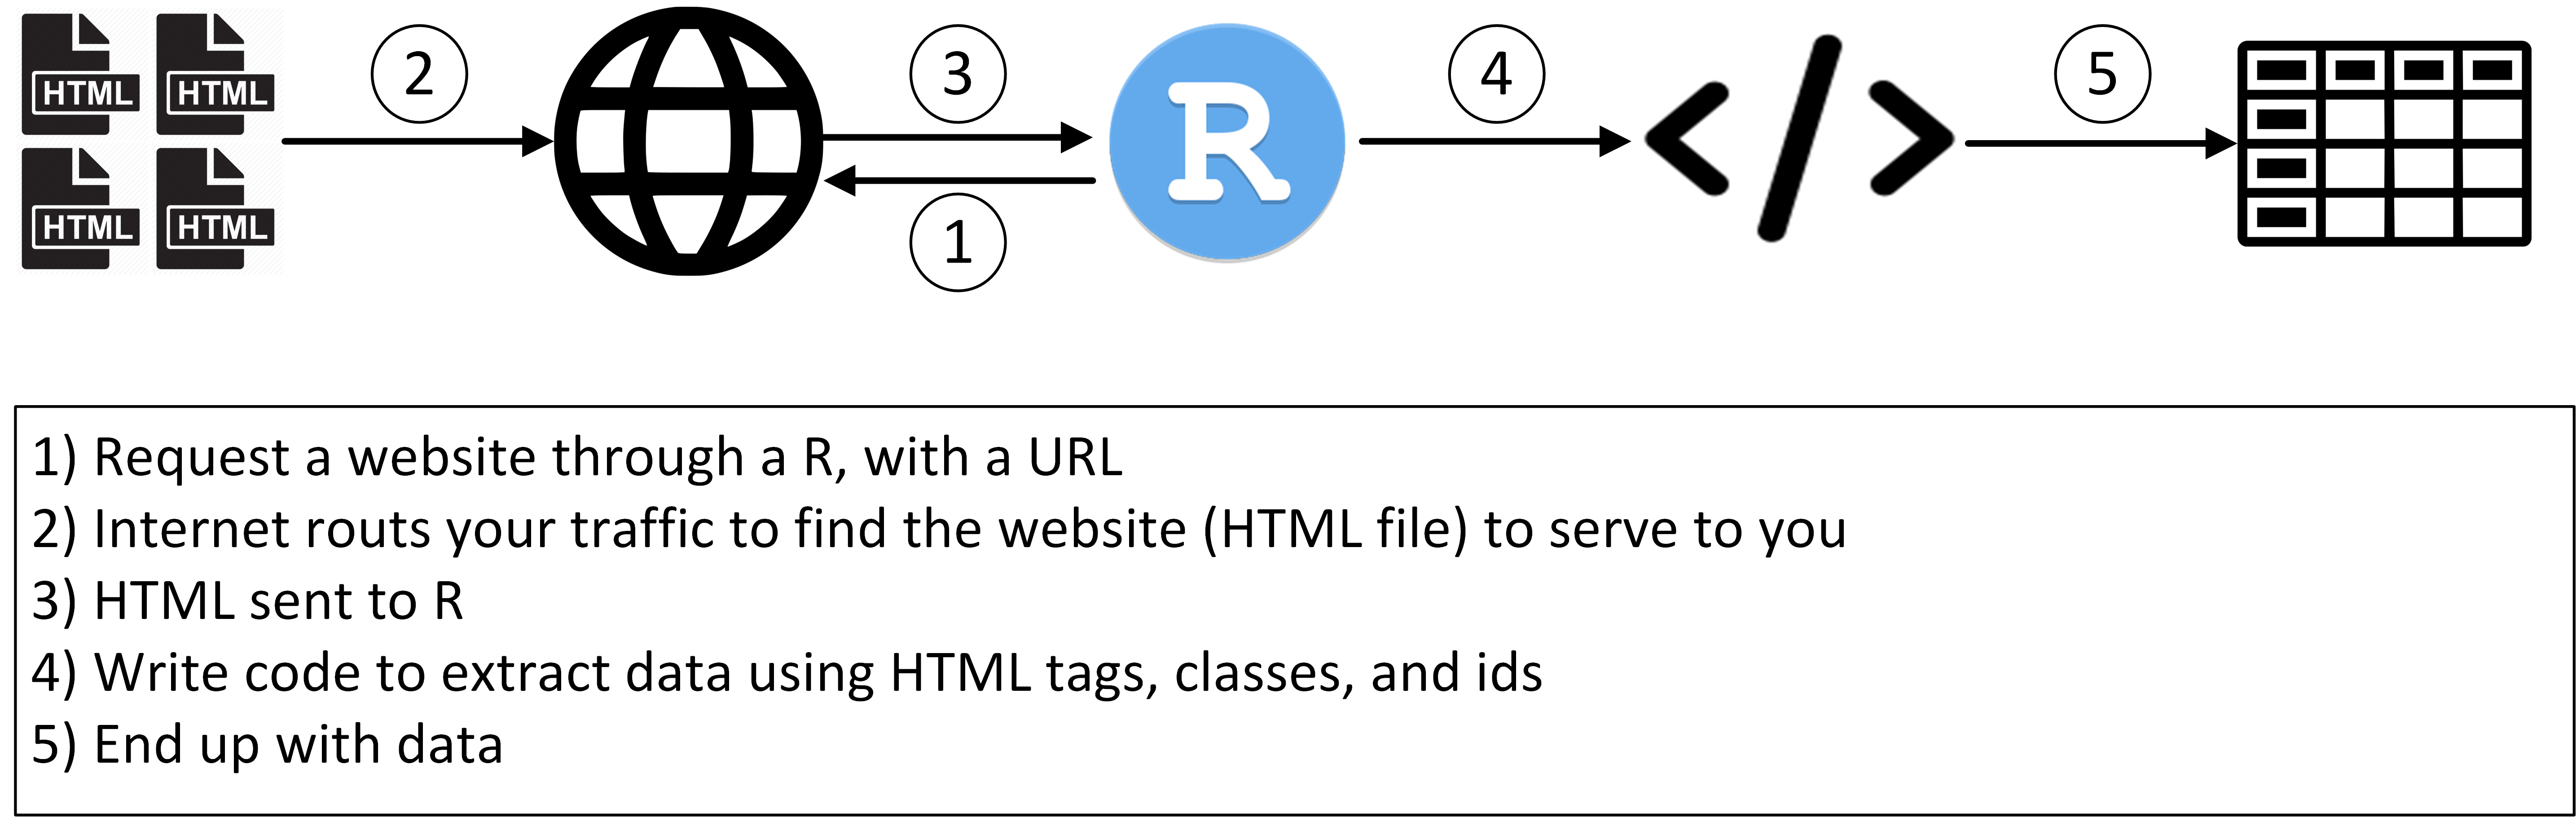 HTML HTML 2 3 R 4 5
HTML HTML 1
1) Request a website through a R, with a URL
2) Internet routs your traffic to find the website (HTML file) to serve to you
3) HTML sent to R
4) Write code to extract data using HTML tags, classes, and ids
5) End up with data